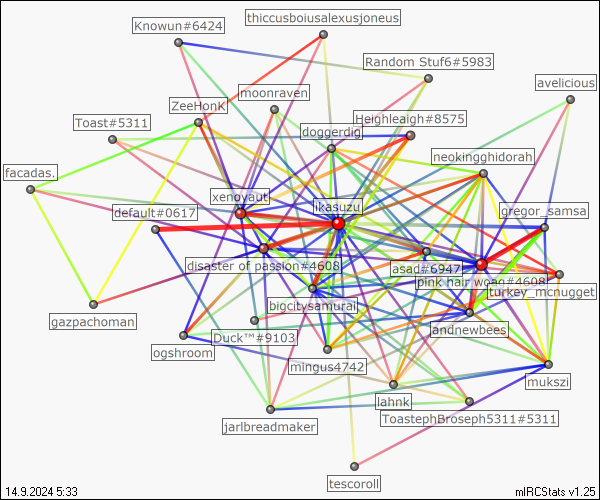 thiccusboiusalexusjoneus
Knowun#6424
Random Stuf6#5983
avelicious
moonraven
ZeeHonK
Heighleaigh#8575
Toast#5311
doggerdig
neokingghidorah
facadas.
xenoyaut
ikasuzu
default#0617
gregor_samsa
disaster of passion#4608
asad#6947
pink hair woao#4608
turkey_mcnugget
bigcitysamurai
gazpachoman
andnewbees
Duck™#9103
ogshroom
mingus4742
mukszi
lahnk
ToastephBroseph5311#5311
jarlbreadmaker
tescoroll
14.9.2024 5:33
mIRCStats v1.25